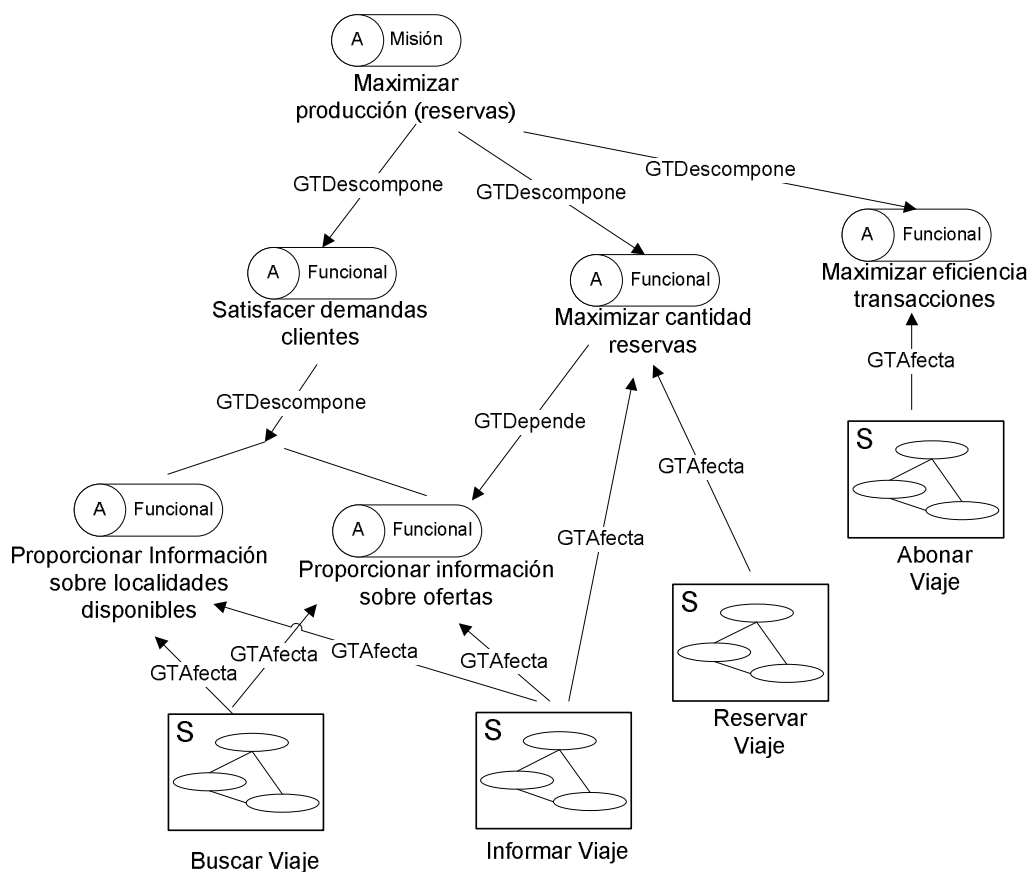 A Misión
Maximizar
producción (reservas)
GTDescompone
GTDescompone
GTDescompone
A Funcional
Satisfacer demandas
clientes
A Funcional
Maximizar cantidad
reservas
A Funcional
Maximizar eficiencia
transacciones
GTAfecta
GTDescompone
GTDepende
GTAfecta
S
Abonar
Viaje
A Funcional
Proporcionar Información
sobre localidades
disponibles
A Funcional
Proporcionar información
sobre ofertas
GTAfecta
GTAfecta
GTAfecta
GTAfecta
GTAfecta
S
Reservar
Viaje
S
Buscar Viaje
S
Informar Viaje